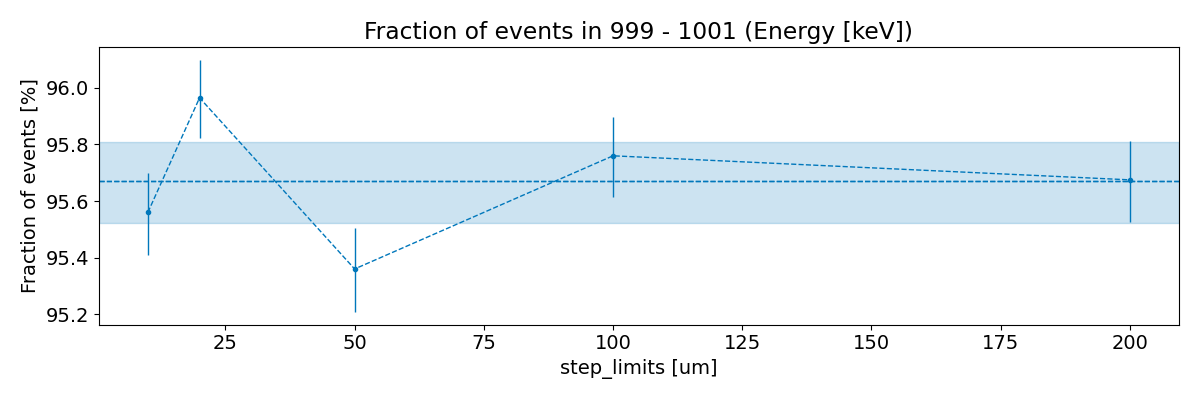 Fraction of events in 999 - 1001 (Energy [keV])
Fraction of events [%]
96.0
95.8
95.6
95.4
95.2
25 50 75 100 125 150 175 200
step_limits [um]